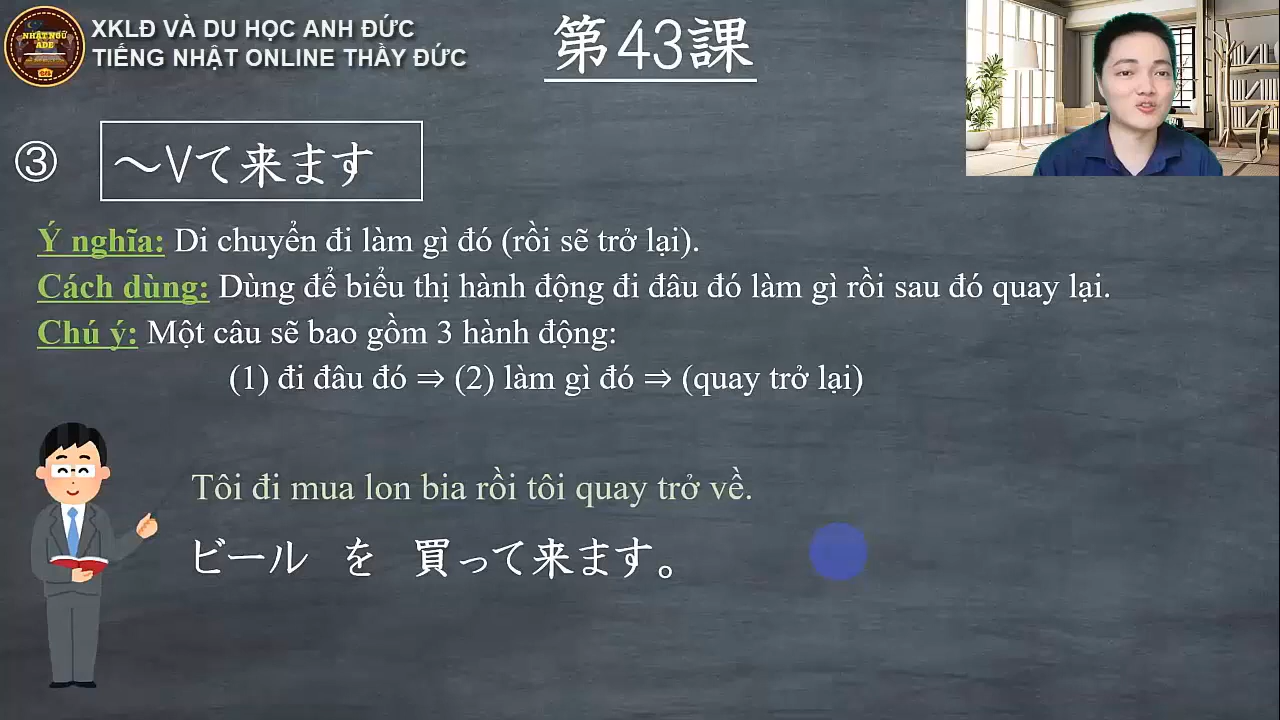 NHẬT NGỮ
ADE
XKLĐ VÀ DU HỌC ANH ĐỨC
TIẾNG NHẬT ONLINE THẦY ĐỨC
第43課
③ ～Vて来ます
Ý nghĩa: Di chuyển đi làm gì đó (rồi sẽ trở lại).
Cách dùng: Dùng để biểu thị hành động đi đâu đó làm gì rồi sau đó quay lại.
Chú ý: Một câu sẽ bao gồm 3 hành động:
(1) đi đâu đó ⇒ (2) làm gì đó ⇒ (quay trở lại)
Tôi đi mua lon bia rồi tôi quay trở về.
ビール を 買って来ます。